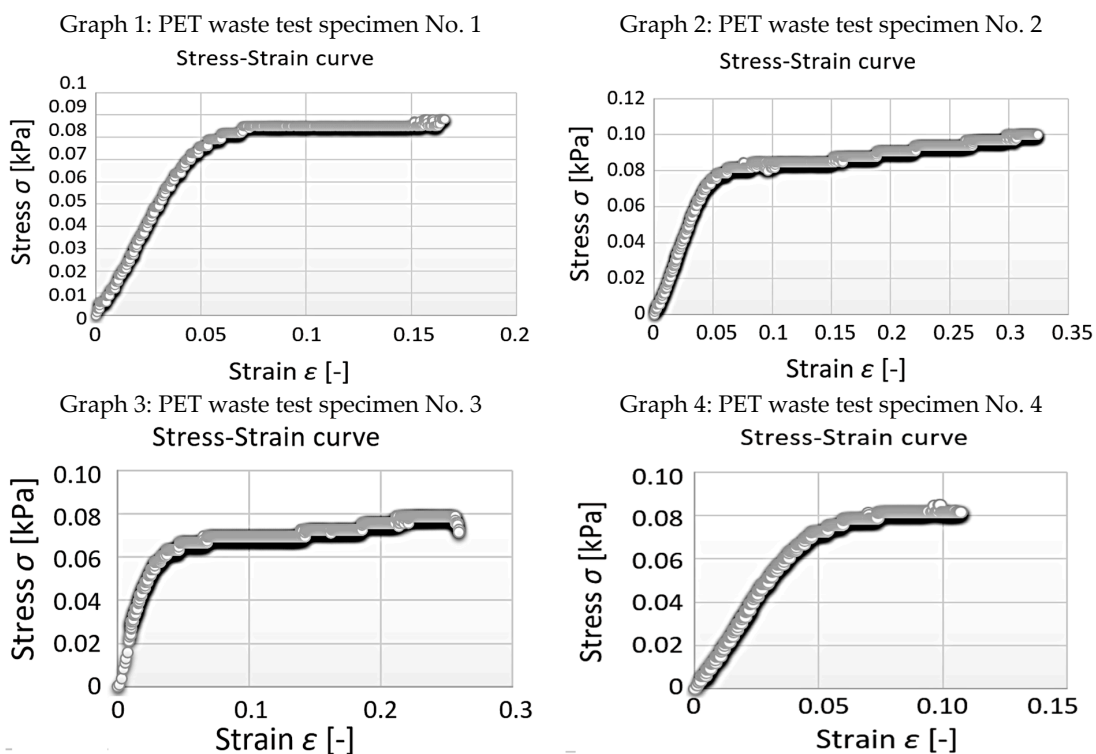 Graph 1: PET waste test specimen No. 1
Stress-Strain curve
0.1
0.09
0.08
0.07
0.06
0.05
0.04
0.03
0.02
0.01
0
Stress σ [kPa]
0 0.05 0.1 0.15 0.2
Strain ε [-]
Graph 2: PET waste test specimen No. 2
Stress-Strain curve
0.12
0.10
0.08
0.06
0.04
0.02
0
Stress σ [kPa]
0 0.05 0.1 0.15 0.2 0.25 0.3 0.35
Strain ε [-]
Graph 3: PET waste test specimen No. 3
Stress-Strain curve
0.10
0.08
0.06
0.04
0.02
0
Stress σ [kPa]
0 0.1 0.2 0.3
Strain ε [-]
Graph 4: PET waste test specimen No. 4
Stress-Strain curve
0.10
0.08
0.06
0.04
0.02
0
Stress σ [kPa]
0 0.05 0.10 0.15
Strain ε [-]